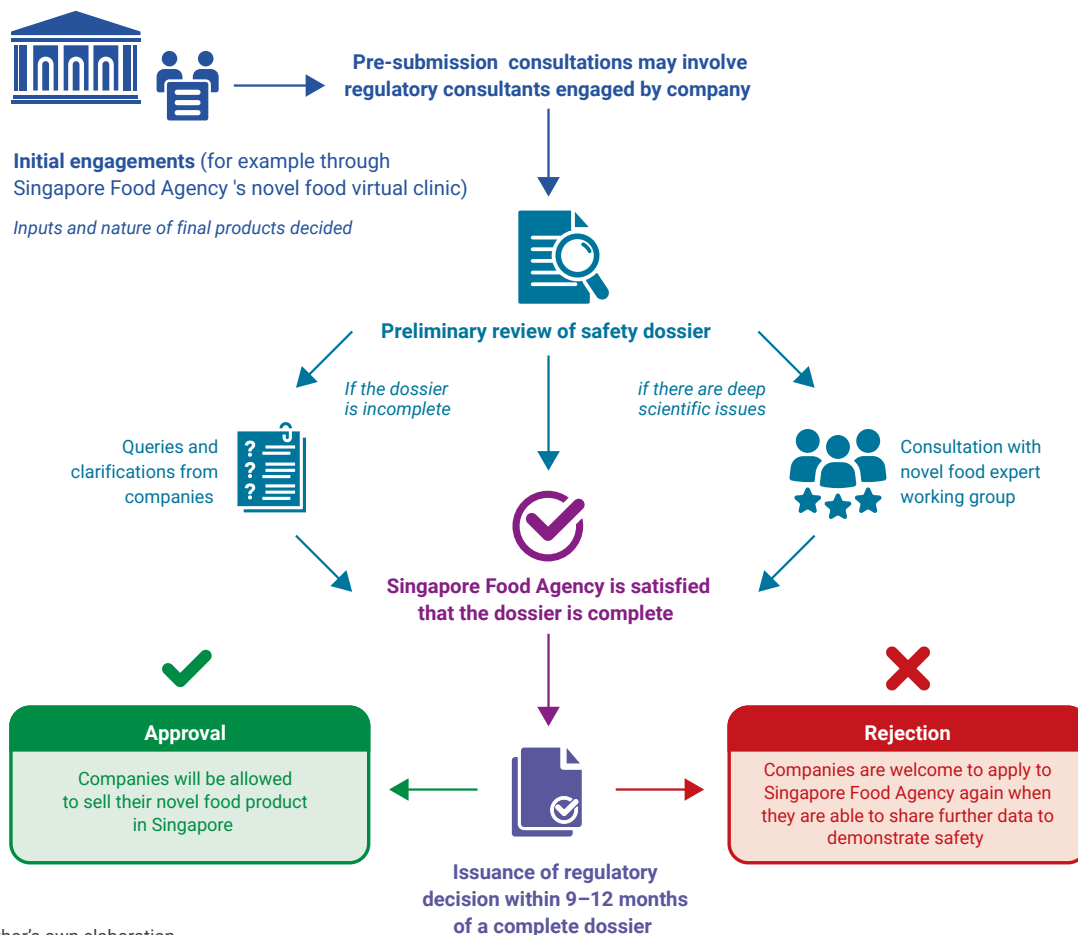 Pre-submission consultations may involve
regulatory consultants engaged by company
Initial engagements (for example through
Singapore Food Agency 's novel food virtual clinic)
Inputs and nature of final products decided
Preliminary review of safety dossier
If the dossier
is incomplete
if there are deep
scientific issues
Queries and
clarifications from
companies
?
?
?
Consultation with
novel food expert
working group
Singapore Food Agency is satisfied
that the dossier is complete
Approval
Companies will be allowed
to sell their novel food product
in Singapore
Rejection
Companies are welcome to apply to
Singapore Food Agency again when
they are able to share further data to
demonstrate safety
Issuance of regulatory
decision within 9–12 months
of a complete dossier
own elaboration